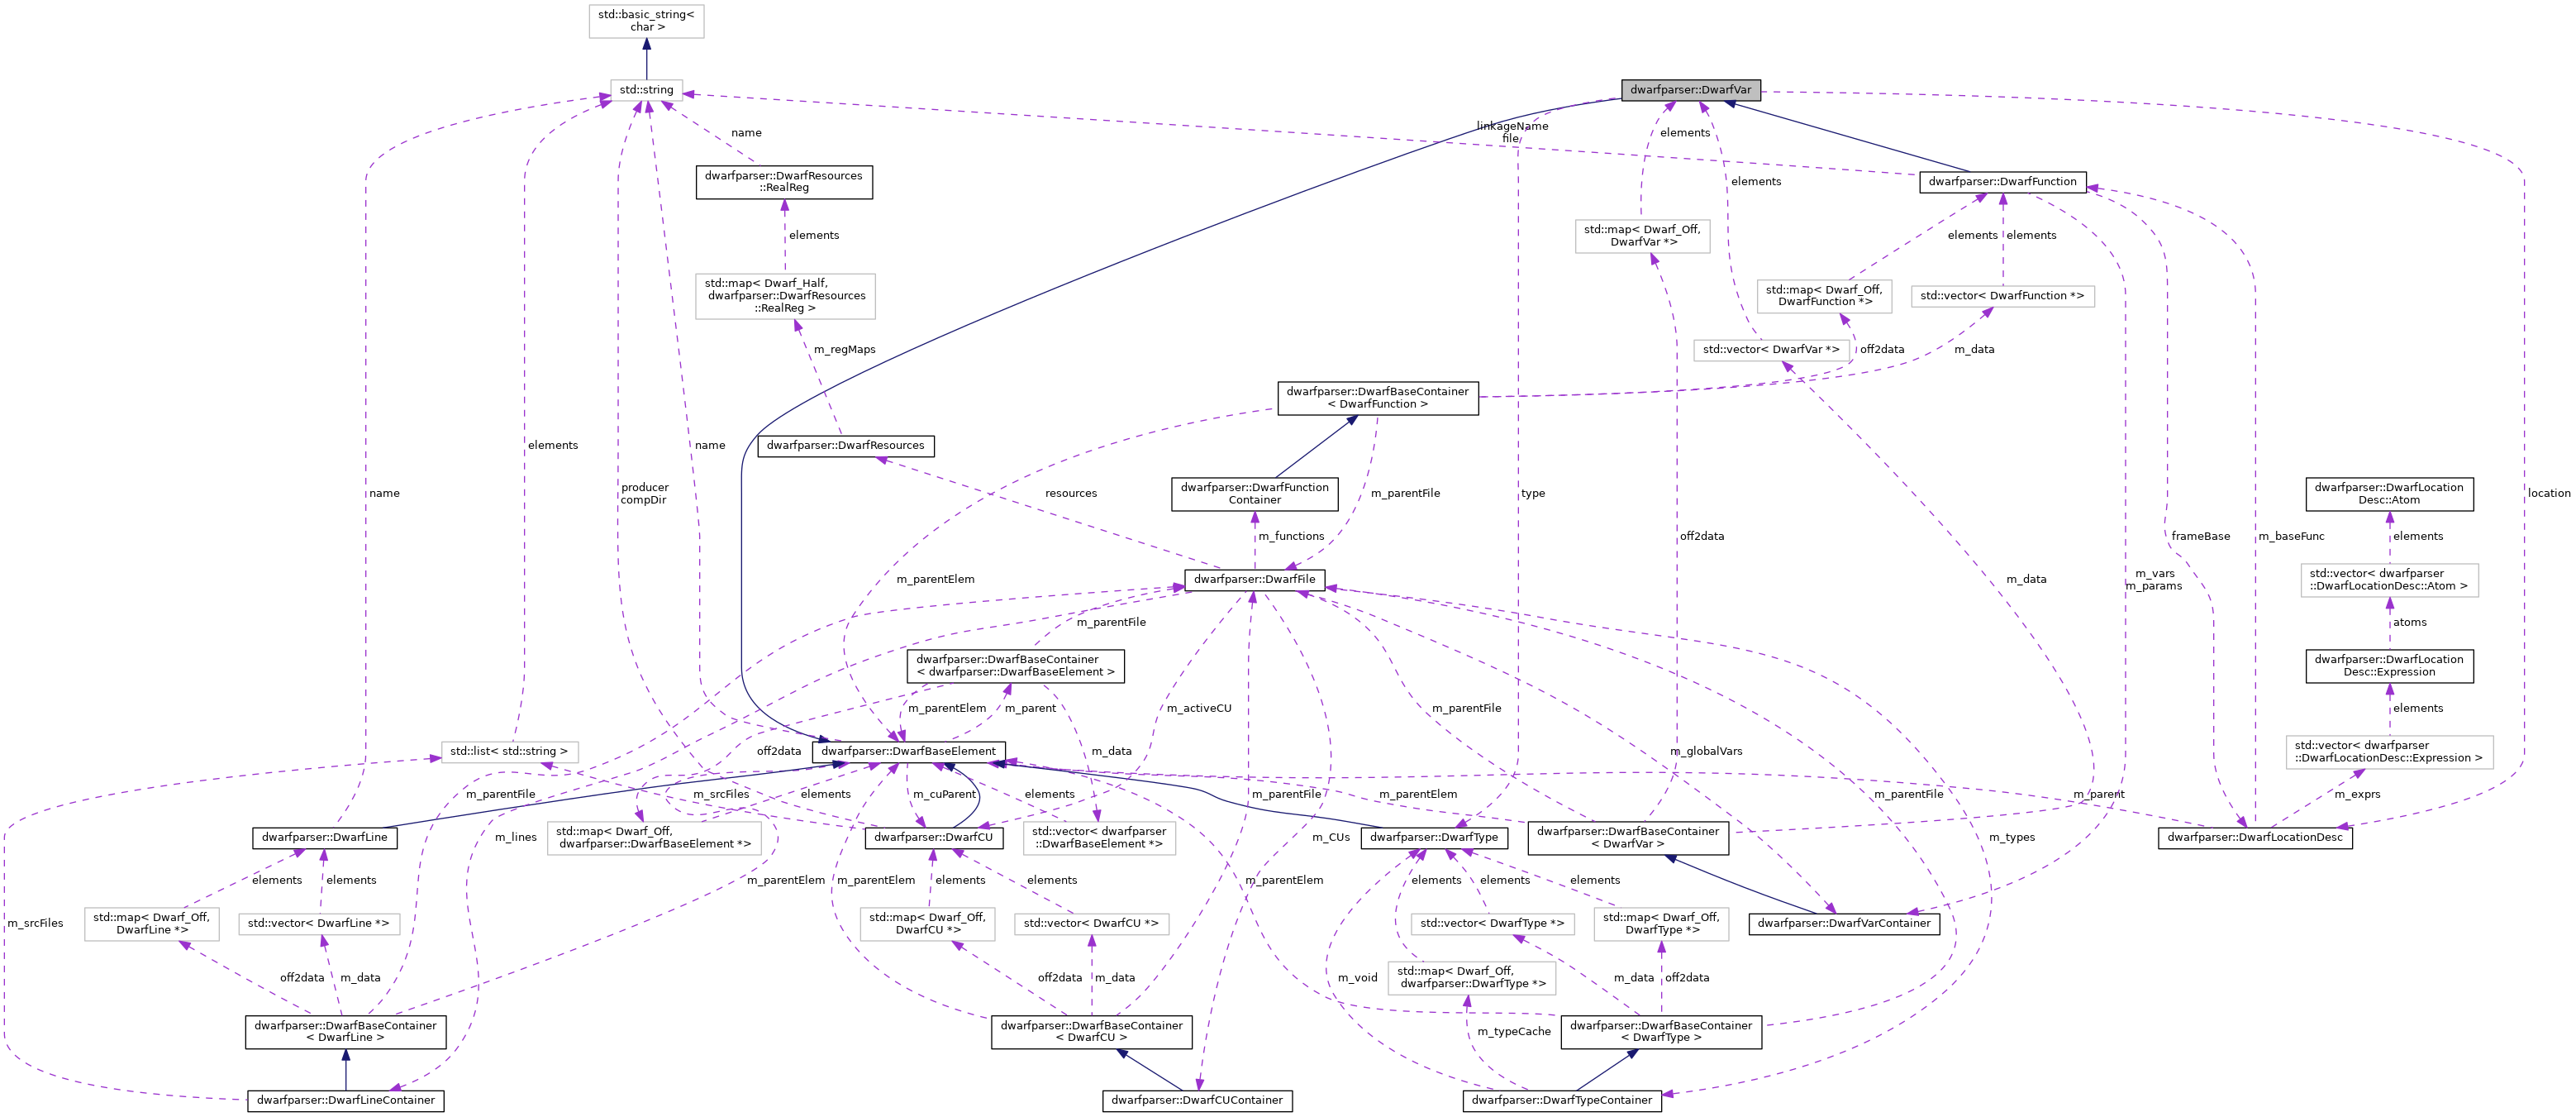 std::basic_string<
char >
std::string
dwarfparser::DwarfVar
linkageName
file
name
elements
dwarfparser::DwarfResources
::RealReg
dwarfparser::DwarfFunction
elements
elements
std::map< Dwarf_Off,
DwarfVar *>
elements
elements
std::map< Dwarf_Half,
dwarfparser::DwarfResources
::RealReg >
std::map< Dwarf_Off,
DwarfFunction *>
std::vector< DwarfFunction *>
m_regMaps
std::vector< DwarfVar *>
off2data
m_data
dwarfparser::DwarfBaseContainer
< DwarfFunction >
elements
name
dwarfparser::DwarfResources
name
producer
compDir
resources
dwarfparser::DwarfFunction
Container
m_parentFile
type
dwarfparser::DwarfLocation
Desc::Atom
location
m_functions
off2data
frameBase
m_baseFunc
elements
m_parentElem
dwarfparser::DwarfFile
m_data
m_vars
m_params
std::vector< dwarfparser
::DwarfLocationDesc::Atom >
m_parentFile
atoms
dwarfparser::DwarfBaseContainer
< dwarfparser::DwarfBaseElement >
dwarfparser::DwarfLocation
Desc::Expression
m_parentElem
m_parent
m_activeCU
m_parentFile
elements
std::list< std::string >
off2data
dwarfparser::DwarfBaseElement
m_data
m_globalVars
std::vector< dwarfparser
::DwarfLocationDesc::Expression >
m_parentFile
m_srcFiles
elements
m_cuParent
elements
m_parentFile
m_parentElem
m_parentFile
m_parent
m_exprs
dwarfparser::DwarfLine
m_lines
std::map< Dwarf_Off,
dwarfparser::DwarfBaseElement *>
dwarfparser::DwarfCU
std::vector< dwarfparser
::DwarfBaseElement *>
m_CUs
dwarfparser::DwarfType
dwarfparser::DwarfBaseContainer
< DwarfVar >
m_types
dwarfparser::DwarfLocationDesc
elements
elements
m_parentElem
m_parentElem
elements
elements
m_parentElem
elements
elements
elements
m_srcFiles
std::map< Dwarf_Off,
DwarfLine *>
std::vector< DwarfLine *>
std::map< Dwarf_Off,
DwarfCU *>
std::vector< DwarfCU *>
std::vector< DwarfType *>
std::map< Dwarf_Off,
DwarfType *>
dwarfparser::DwarfVarContainer
off2data
m_data
off2data
m_data
m_void
std::map< Dwarf_Off,
dwarfparser::DwarfType *>
m_data
off2data
dwarfparser::DwarfBaseContainer
< DwarfLine >
dwarfparser::DwarfBaseContainer
< DwarfCU >
m_typeCache
dwarfparser::DwarfBaseContainer
< DwarfType >
dwarfparser::DwarfLineContainer
dwarfparser::DwarfCUContainer
dwarfparser::DwarfTypeContainer